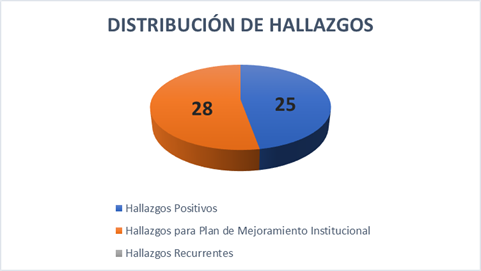 DISTRIBUCIÓN DE HALLAZGOS
28
25
Hallazgos Positivos
Hallazgos para Plan de Mejoramiento Institucional
Hallazgos Recurrentes